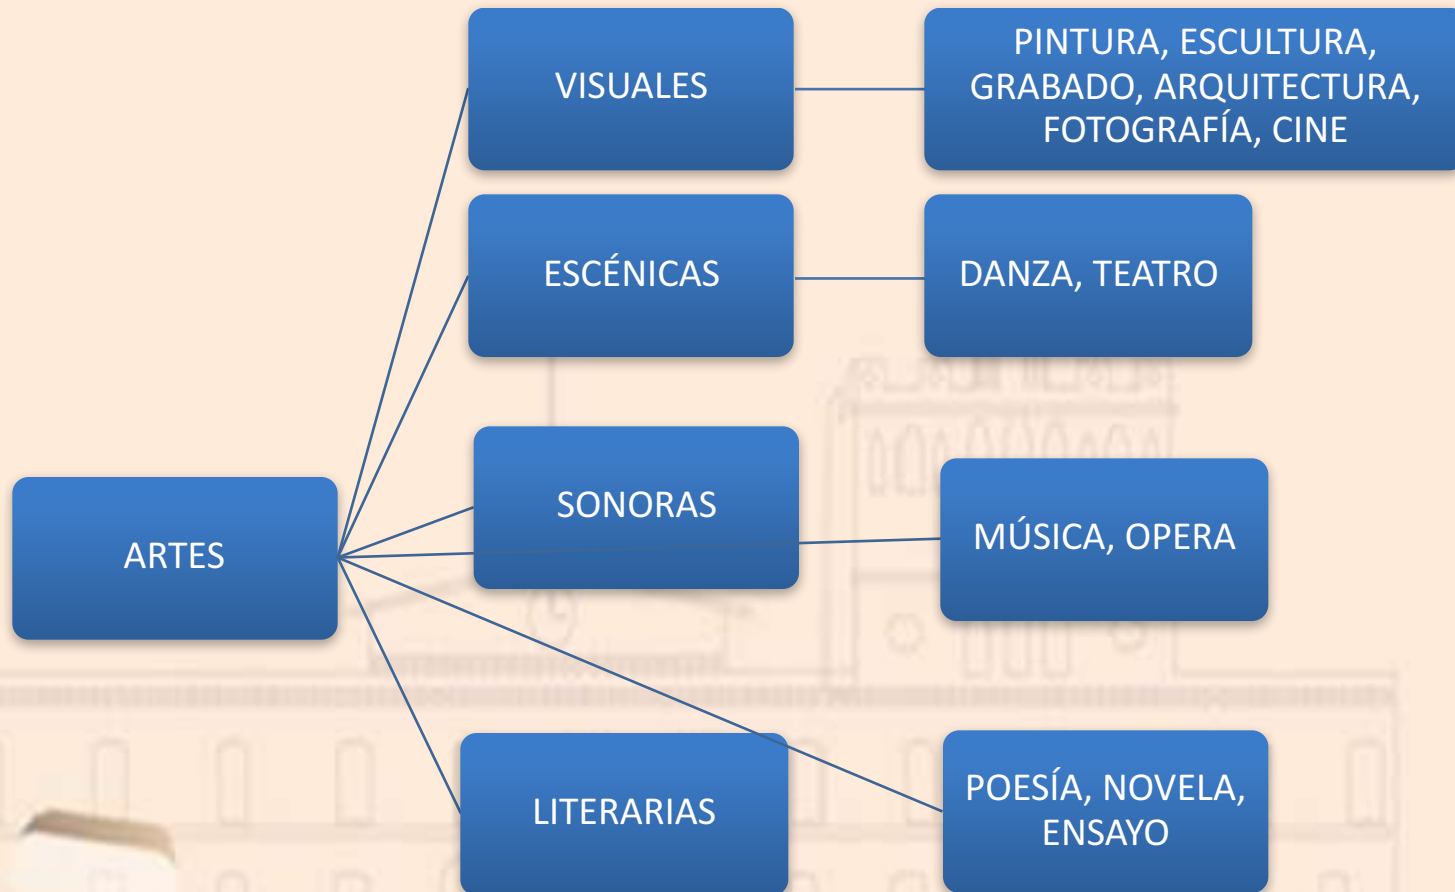 VISUALES
PINTURA, ESCULTURA,
GRABADO, ARQUITECTURA,
FOTOGRAFÍA, CINE
ESCÉNICAS
DANZA, TEATRO
ARTES
SONORAS
MÚSICA, OPERA
LITERARIAS
POESÍA, NOVELA,
ENSAYO